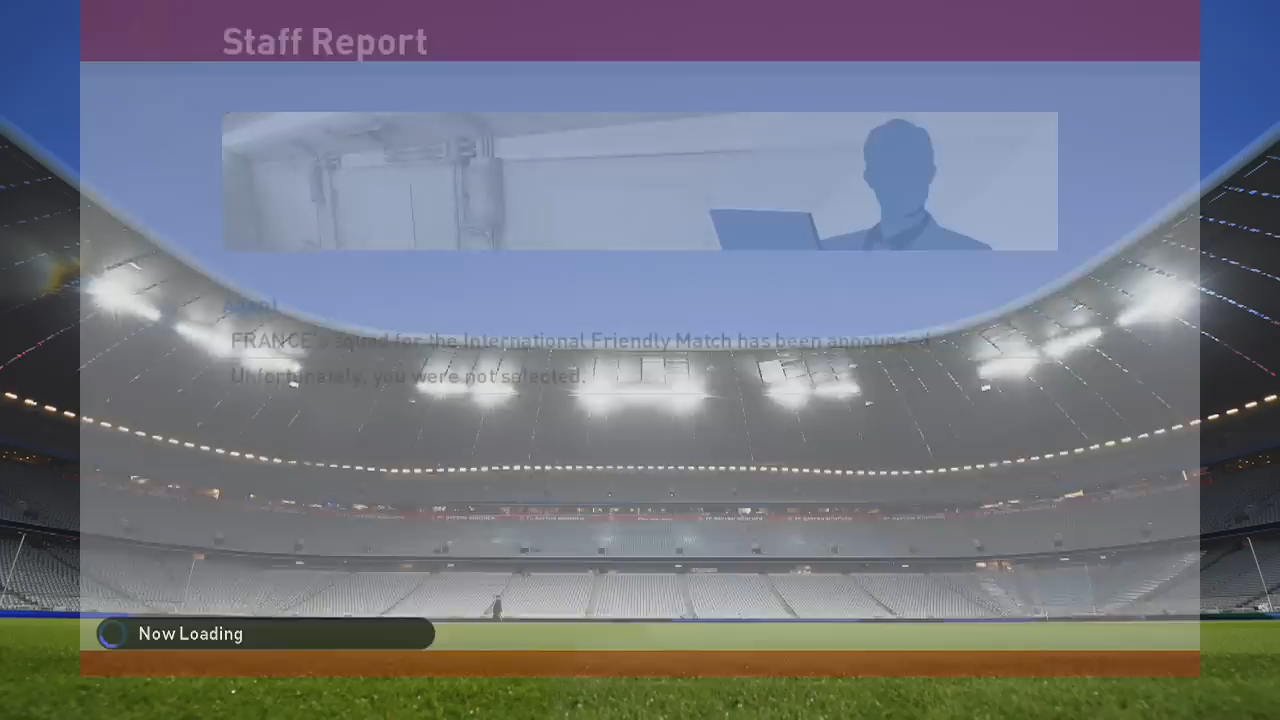 Staff Report
Agent
FRANCE's squad for the International Friendly Match has been announced.
Unfortunately, you were not selected.
Now Loading